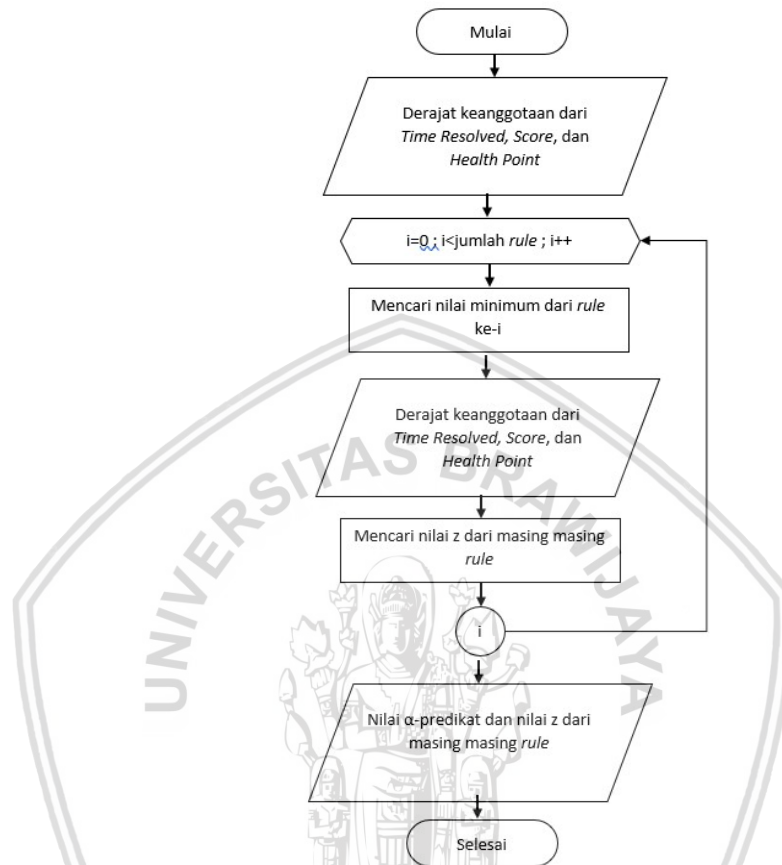 Mulai
Derajat keanggotaan dari
Time Resolved, Score, dan
Health Point
i=0 ; i<jumlah rule ; i++
Mencari nilai minimum dari rule
ke-i
Derajat keanggotaan dari
Time Resolved, Score, dan
Health Point
UNIVERSITAS BRAWIJAYA
Mencari nilai z dari masing masing
rule
i
Nilai α-predikat dan nilai z dari
masing masing rule
Selesai